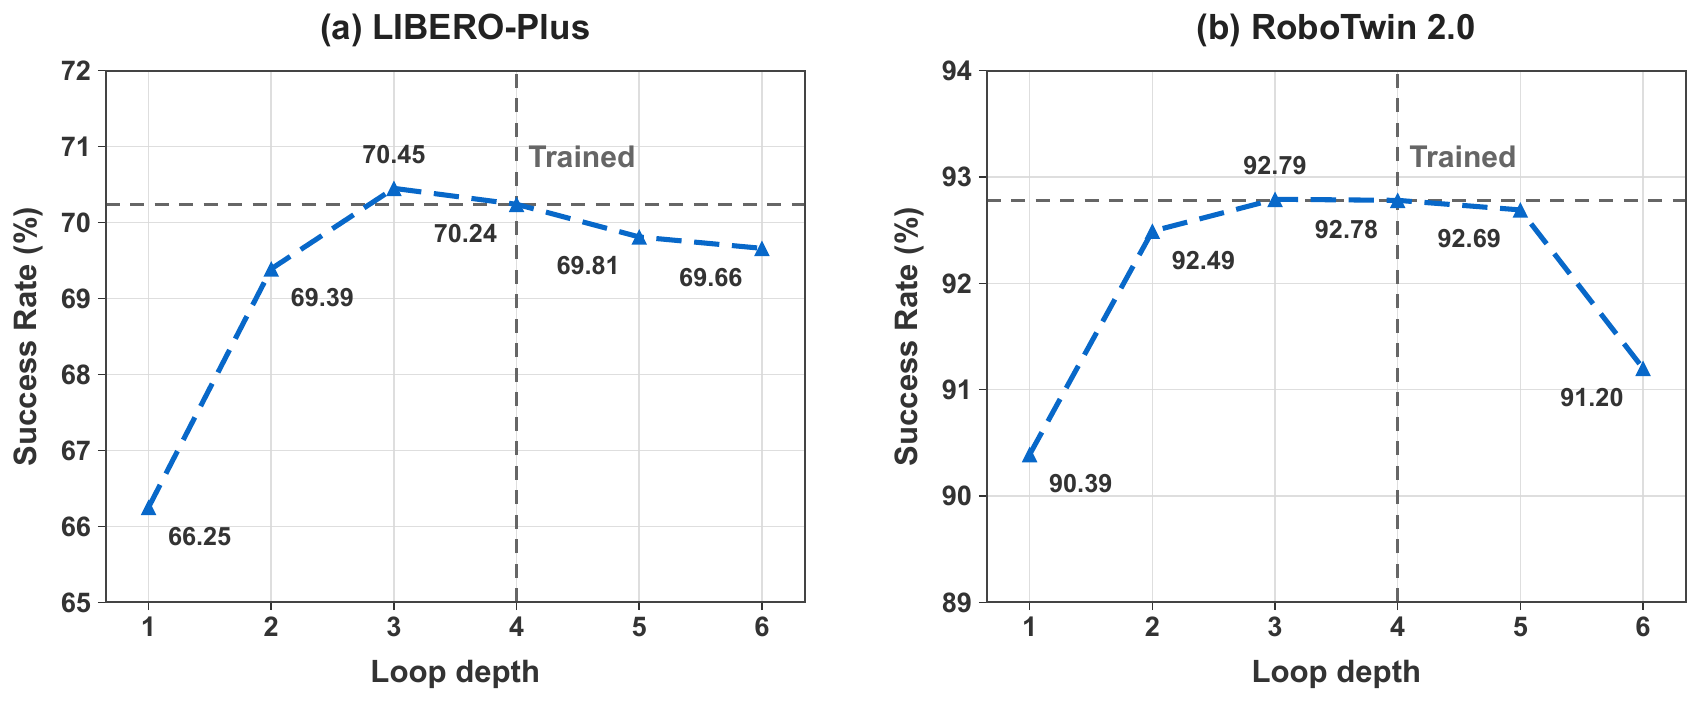 (a) LIBERO-Plus
Success Rate (%)
72
71
70
69
68
67
66
65
70.45
Trained
70.24
69.81
69.66
69.39
66.25
1 2 3 4 5 6
Loop depth
(b) RoboTwin 2.0
Success Rate (%)
94
93
92
91
90
89
92.79
Trained
92.78
92.69
92.49
91.20
90.39
1 2 3 4 5 6
Loop depth